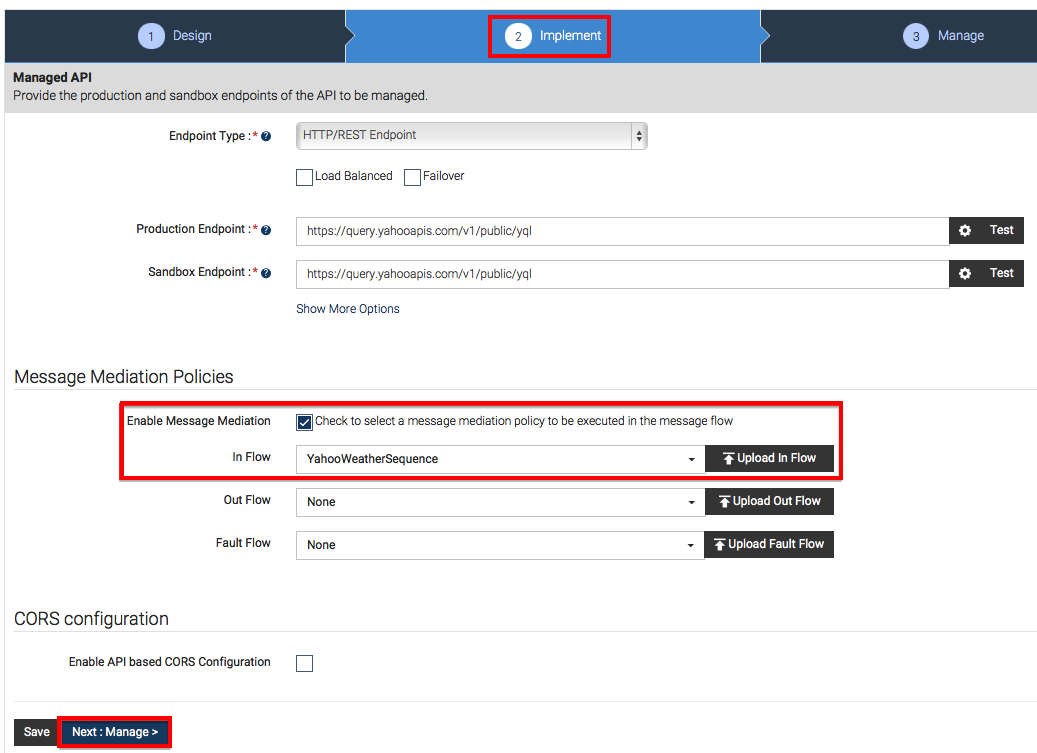 1 Design
2 Implement
3 Manage
Managed API
Provide the production and sandbox endpoints of the API to be managed.
Endpoint Type : * ?
HTTP/REST Endpoint
Load Balanced
Failover
Production Endpoint : * ?
https://query.yahooapis.com/v1/public/yql
Test
Sandbox Endpoint : * ?
https://query.yahooapis.com/v1/public/yql
Test
Show More Options
Message Mediation Policies
Enable Message Mediation
Check to select a message mediation policy to be executed in the message flow
In Flow
YahooWeatherSequence
Upload In Flow
Out Flow
None
Upload Out Flow
Fault Flow
None
Upload Fault Flow
CORS configuration
Enable API based CORS Configuration
Save
Next : Manage >